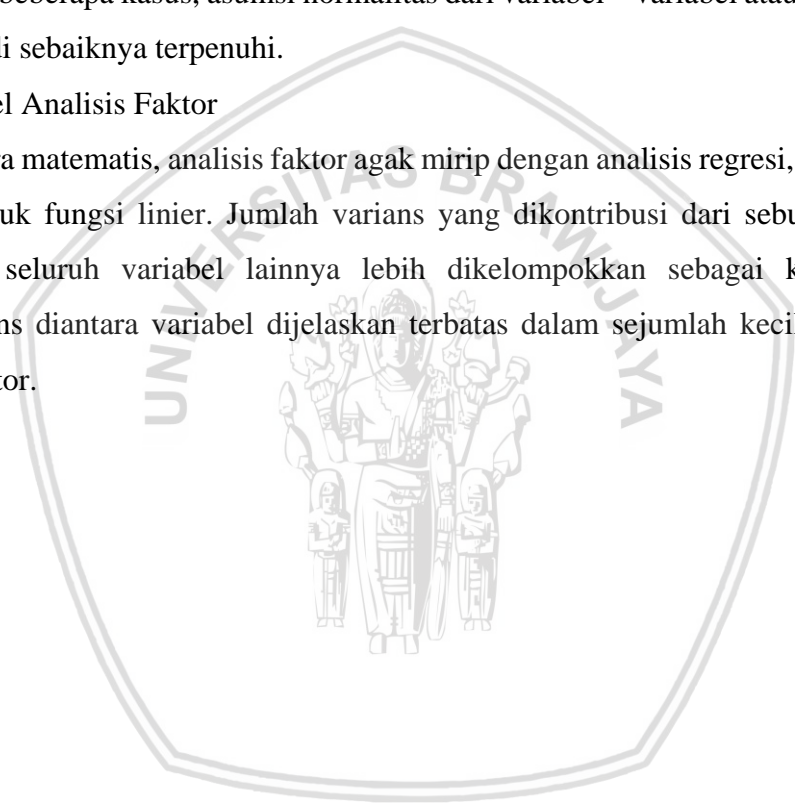 beberapa kasus, asumsi normalitas dari variabel – variabel atau
di sebaiknya terpenuhi.
el Analisis Faktor
ra matematis, analisis faktor agak mirip dengan analisis regresi,
uk fungsi linier. Jumlah varians yang dikontribusi dari sebu
seluruh variabel lainnya lebih dikelompokkan sebagai k
ns diantara variabel dijelaskan terbatas dalam sejumlah kecil
tor.
UNIVERSITAS BRAWIJAYA